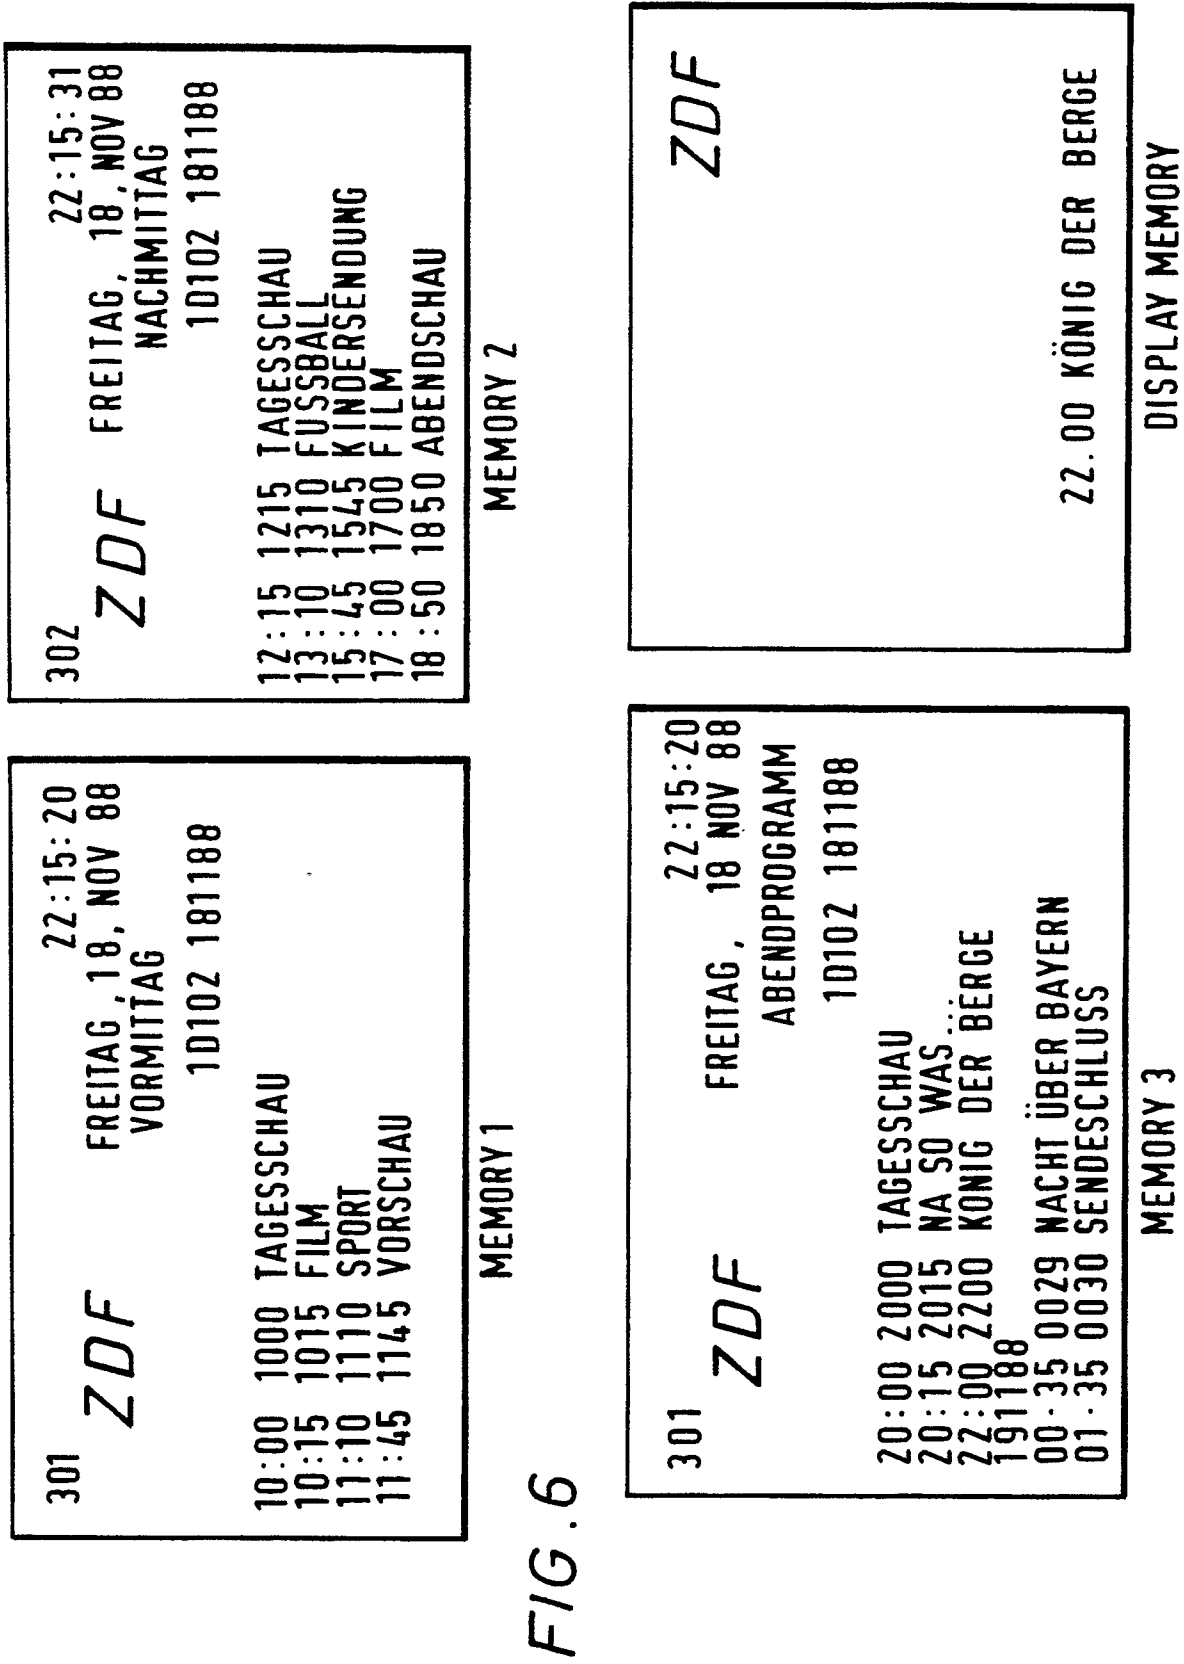 301 22:15:20
ZDF FREITAG, 18, NOV 88
VORMITTAG
1D102 181188
10:00 1000 TAGESSCHAU
10:15 1015 FILM
11:10 1110 SPORT
11:45 1145 VORSCHAU
MEMORY 1
302 22:15:31
ZDF FREITAG, 18, NOV 88
NACHMITTAG
1D102 181188
12:15 1215 TAGESSCHAU
13:10 1310 FUSSBALL
15:45 1545 KINDERSENDUNG
17:00 1700 FILM
18:50 1850 ABENDSCHAU
MEMORY 2
FIG.6
301 22:15:20
ZDF FREITAG, 18 NOV 88
ABENDPROGRAMM
1D102 181188
20:00 2000 TAGESSCHAU
20:15 2015 NA SO WAS...
22:00 2200 KÖNIG DER BERGE
191188
00.35 0029 NACHT ÜBER BAYERN
01.35 0030 SENDESCHLUSS
MEMORY 3
ZDF
22.00 KÖNIG DER BERGE
DISPLAY MEMORY